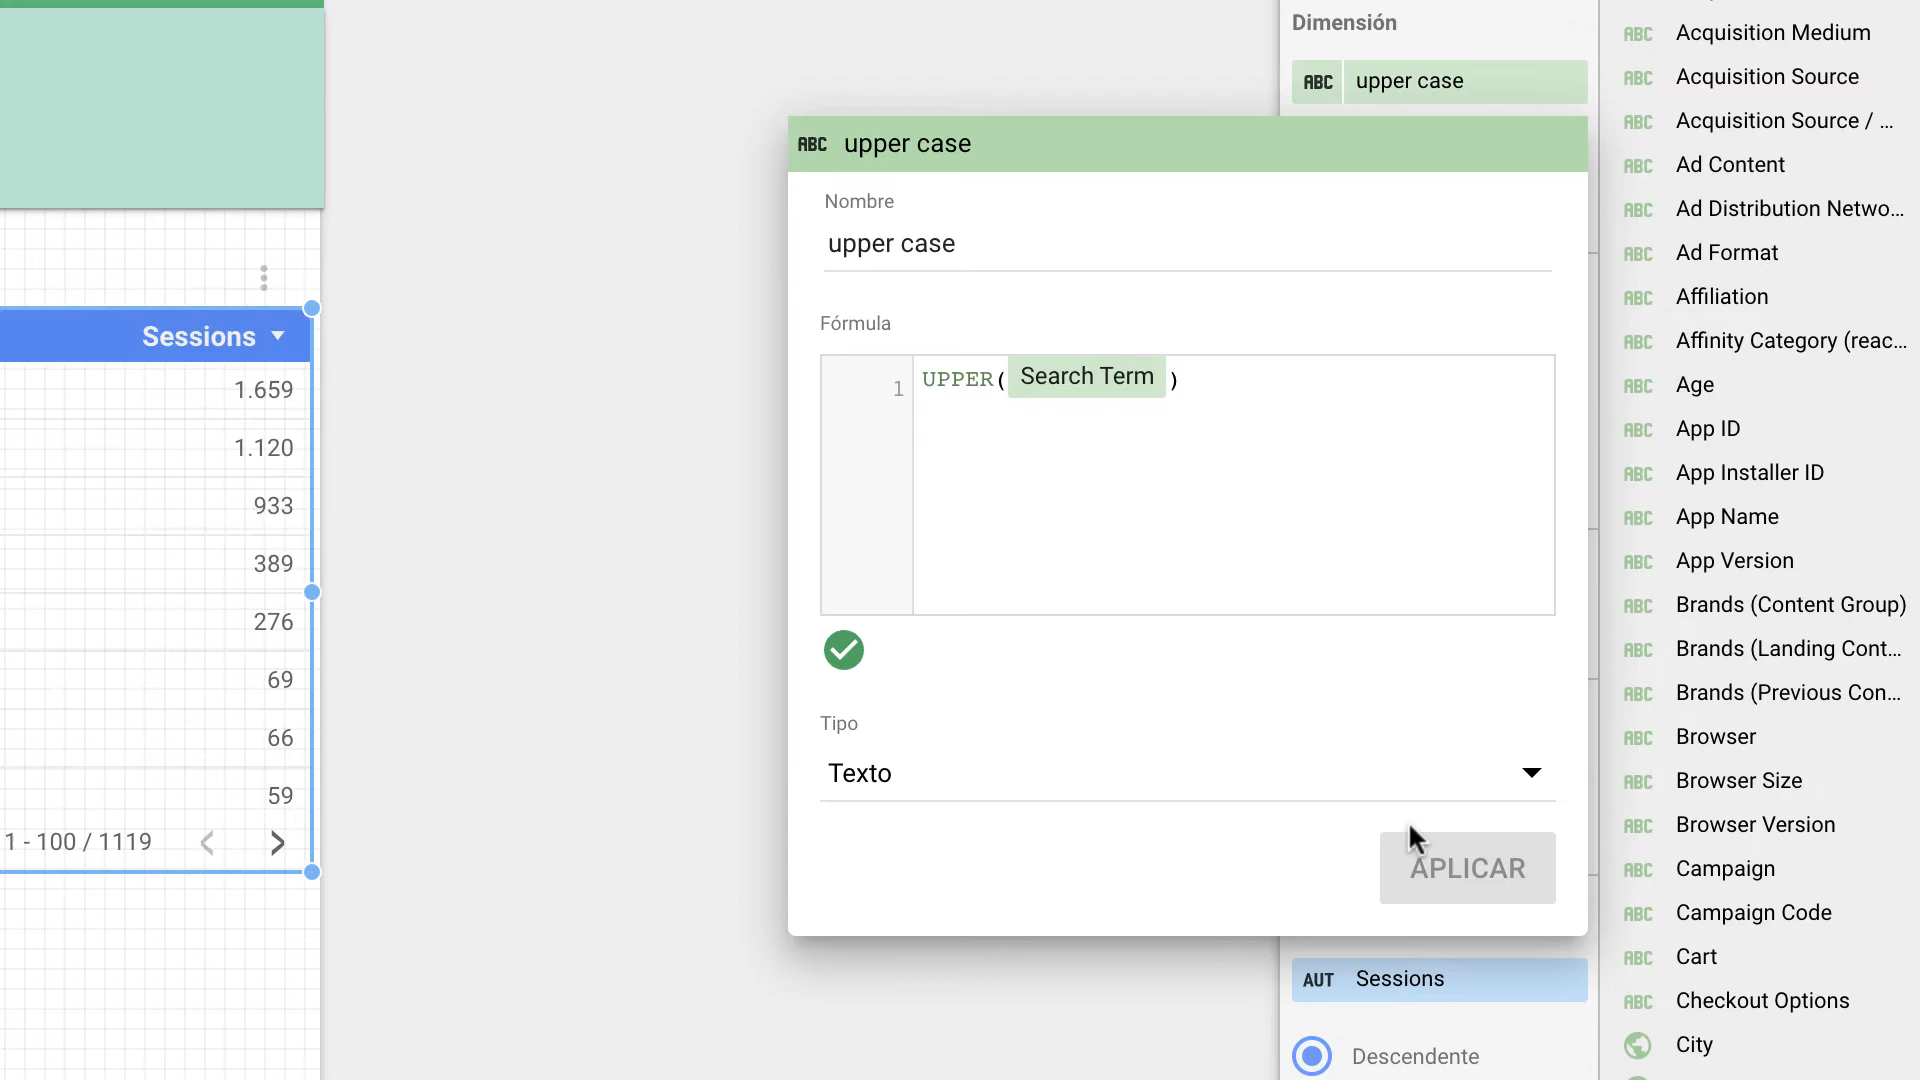 Sessions
1.659
1.120
933
389
276
69
66
59
1 - 100 / 1119
ABC upper case
Nombre
upper case
Fórmula
1 UPPER( Search Term )
Tipo
Texto
APLICAR
Dimensión
ABC upper case
AUT Sessions
Descendente
ABC Acquisition Medium
ABC Acquisition Source
ABC Acquisition Source / ...
ABC Ad Content
ABC Ad Distribution Netwo...
ABC Ad Format
ABC Affiliation
ABC Affinity Category (reac...
ABC Age
ABC App ID
ABC App Installer ID
ABC App Name
ABC App Version
ABC Brands (Content Group)
ABC Brands (Landing Cont...
ABC Brands (Previous Con...
ABC Browser
ABC Browser Size
ABC Browser Version
ABC Campaign
ABC Campaign Code
ABC Cart
ABC Checkout Options
City